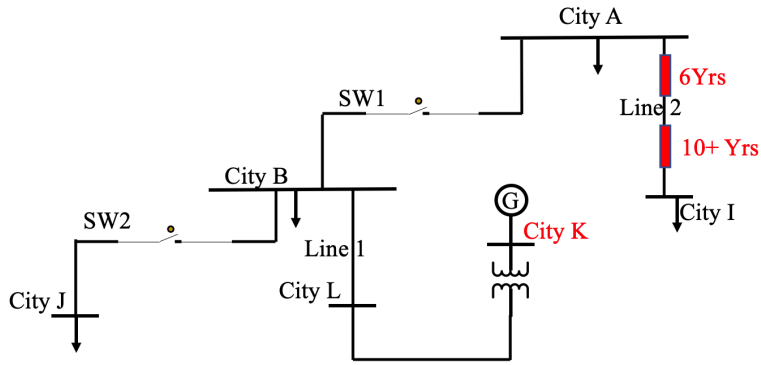 City A
6Yrs
SW1
Line 2
10+ Yrs
City B
G
City I
SW2
City K
Line 1
City L
City J